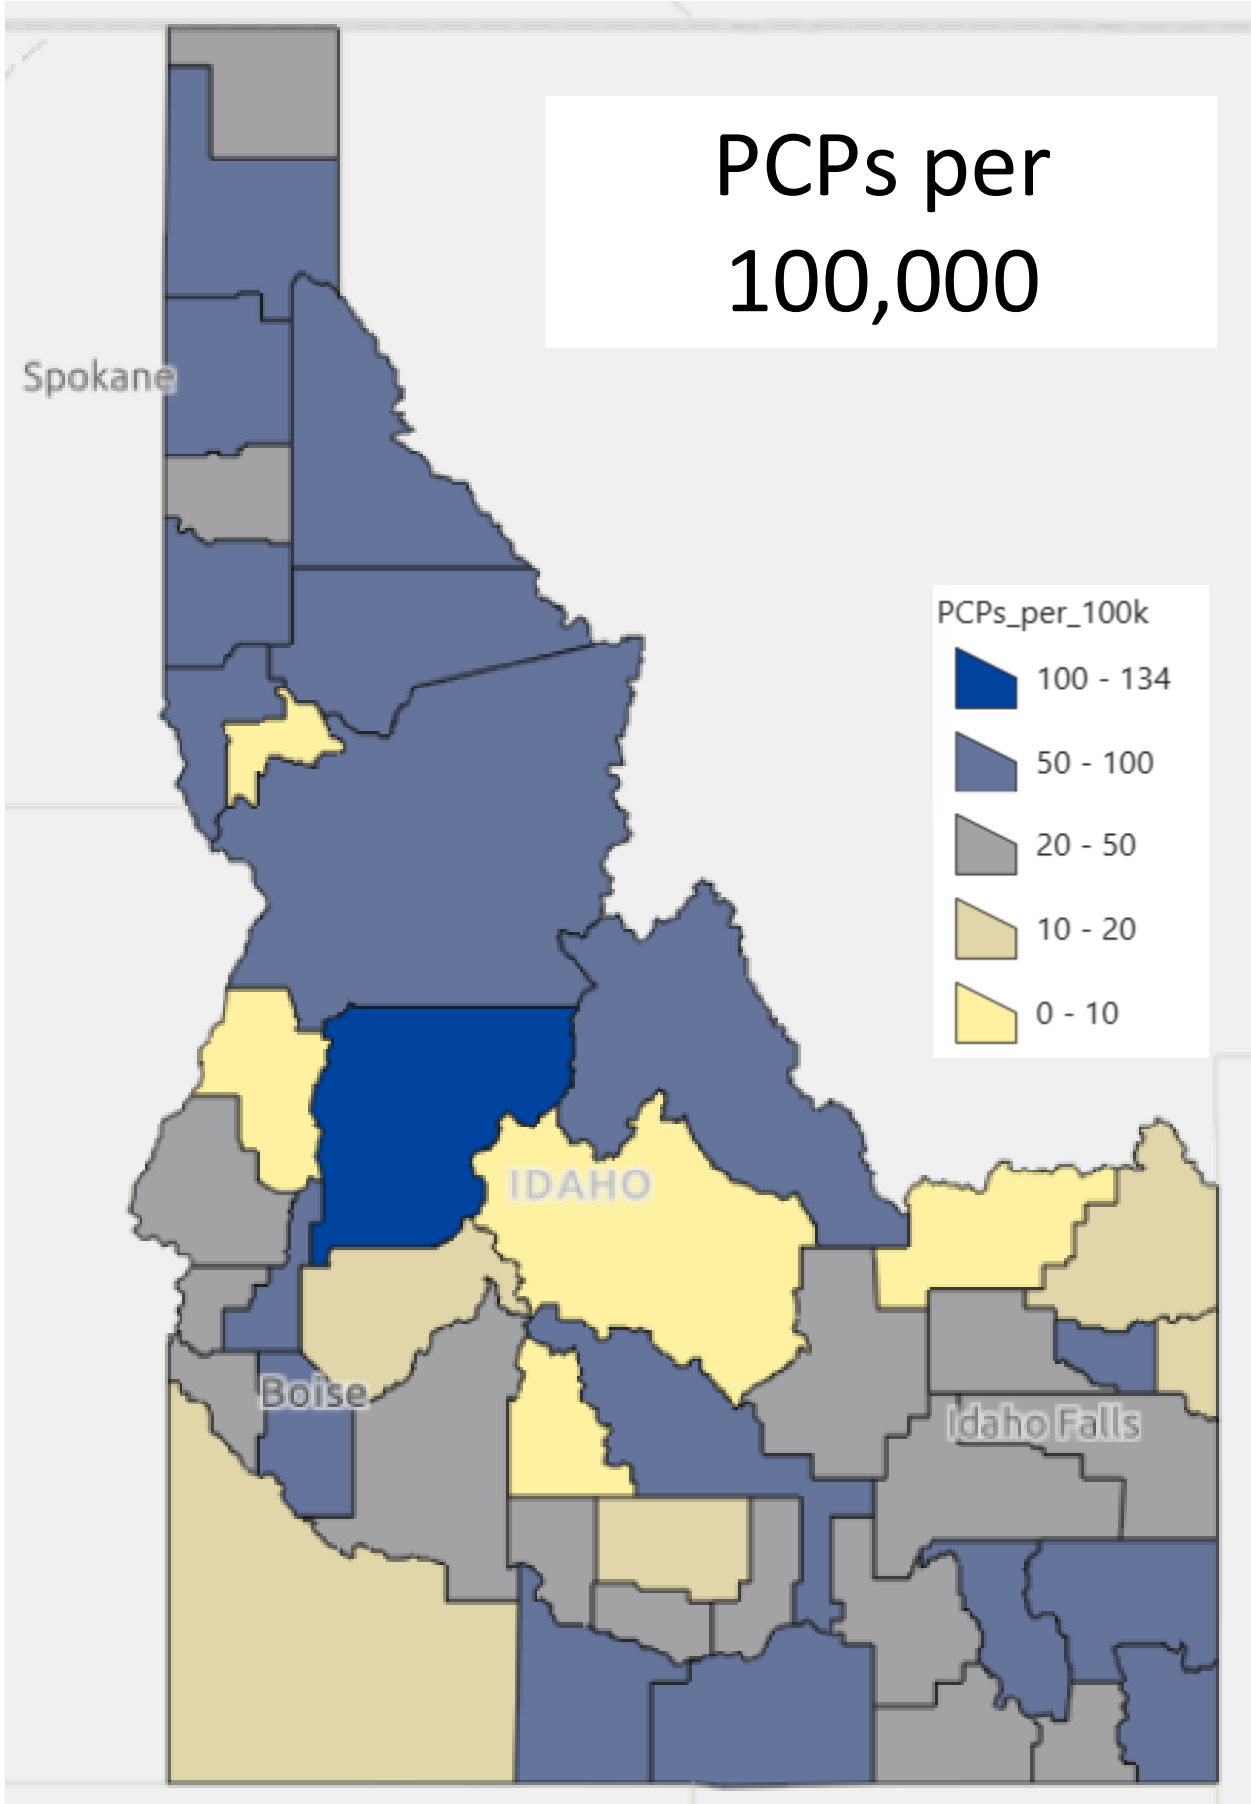 PCPs per
100,000
Spokane
PCPs_per_100k
100 - 134
50 - 100
20 - 50
10 - 20
0 - 10
IDAHO
Boise
Idaho Falls